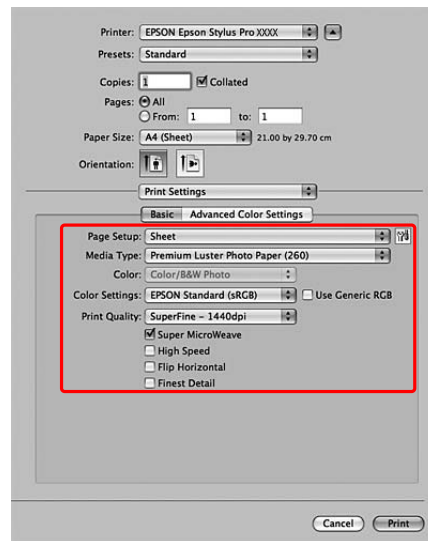 Printer: EPSON Epson Stylus Pro XXXX
Presets: Standard
Copies: 1 Collated
Pages: All
From: 1 to: 1
Paper Size: A4 (Sheet) 21.00 by 29.70 cm
Orientation:
Print Settings
Basic Advanced Color Settings
Page Setup: Sheet
Media Type: Premium Luster Photo Paper (260)
Color: Color/B&W Photo
Color Settings: EPSON Standard (sRGB) Use Generic RGB
Print Quality: SuperFine – 1440dpi
Super MicroWeave
High Speed
Flip Horizontal
Finest Detail
Cancel Print